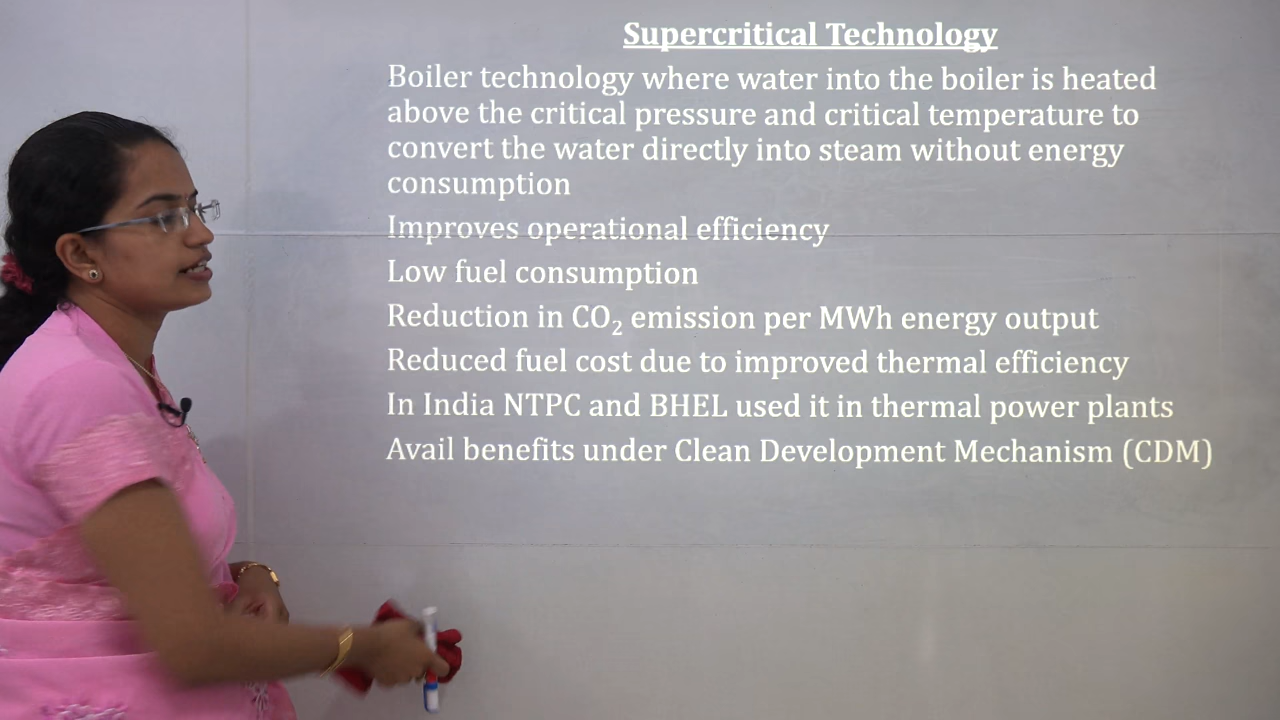 Supercritical Technology
Boiler technology where water into the boiler is heated
above the critical pressure and critical temperature to
convert the water directly into steam without energy
consumption
Improves operational efficiency
Low fuel consumption
Reduction in CO₂ emission per MWh energy output
Reduced fuel cost due to improved thermal efficiency
In India NTPC and BHEL used it in thermal power plants
Avail benefits under Clean Development Mechanism (CDM)